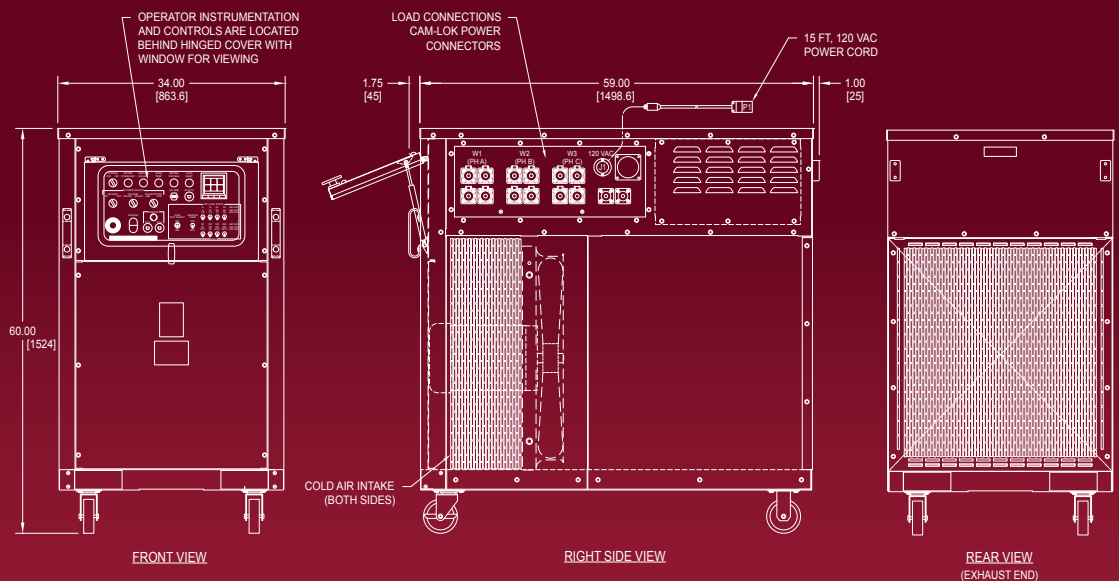 OPERATOR INSTRUMENTATION
AND CONTROLS ARE LOCATED
BEHIND HINGED COVER WITH
WINDOW FOR VIEWING
LOAD CONNECTIONS
CAM-LOK POWER
CONNECTORS
15 FT, 120 VAC
POWER CORD
34.00
[863.6]
1.75
[45]
59.00
[1498.6]
1.00
[25]
P1
W1
(PH A)
W2
(PH B)
W3
(PH C)
120 VAC
J1
60.00
[1524]
COLD AIR INTAKE
(BOTH SIDES)
FRONT VIEW
RIGHT SIDE VIEW
REAR VIEW
(EXHAUST END)